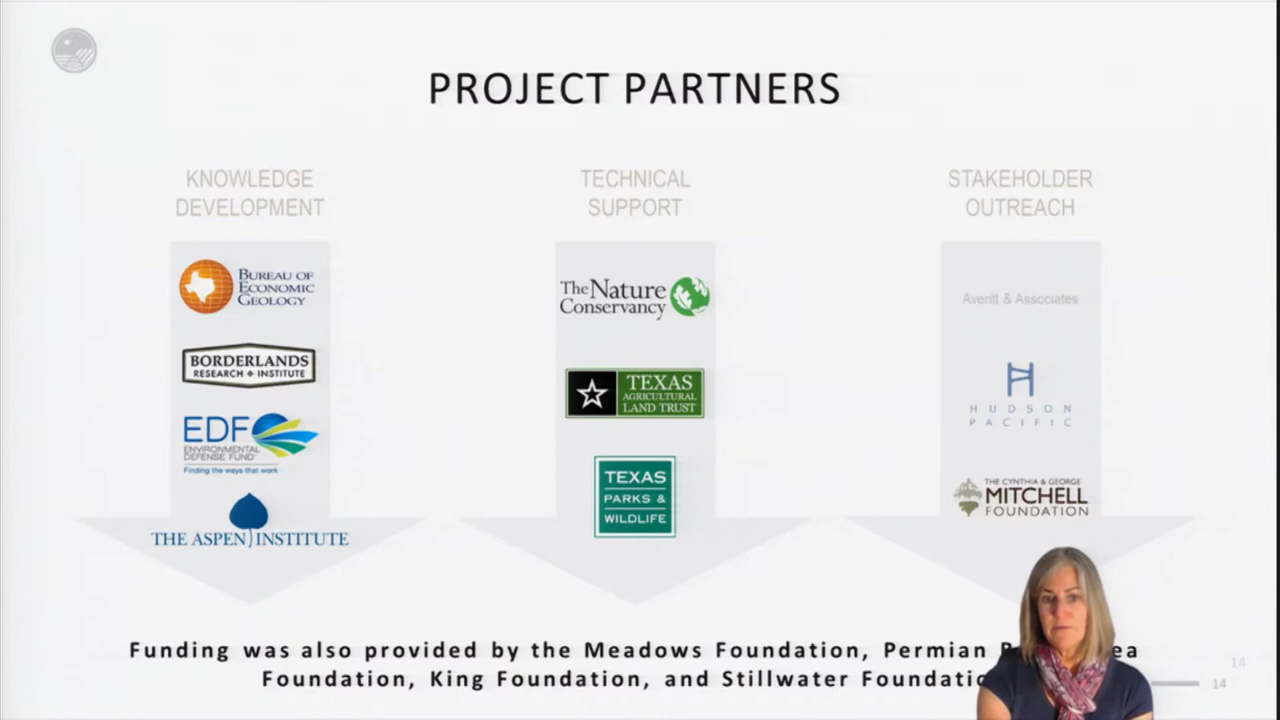 PROJECT PARTNERS
KNOWLEDGE
DEVELOPMENT
BUREAU OF
ECONOMIC
GEOLOGY
BORDERLANDS
RESEARCH INSTITUTE
EDF
ENVIRONMENTAL
DEFENSE FUND
Finding the ways that work
THE ASPEN INSTITUTE
TECHNICAL
SUPPORT
The Nature
Conservancy
TEXAS
AGRICULTURAL
LAND TRUST
TEXAS
PARKS &
WILDLIFE
STAKEHOLDER
OUTREACH
Averitt & Associates
HUDSON
PACIFIC
THE CYNTHIA & GEORGE
MITCHELL
FOUNDATION
Funding was also provided by the Meadows Foundation, Permian
Foundation, King Foundation, and Stillwater
14
14